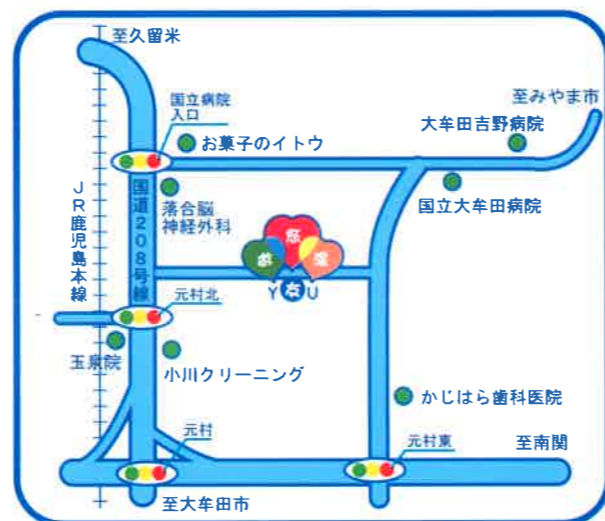 至久留米
国立病院
入口
至みやま市
大牟田吉野病院
お菓子のイトウ
国立大牟田病院
JR鹿児島本線
国道208号線
落合脳
神経外科
悠
Y U
元村北
玉泉院
小川クリーニング
かじはら歯科医院
元村
元村東
至南関
至大牟田市